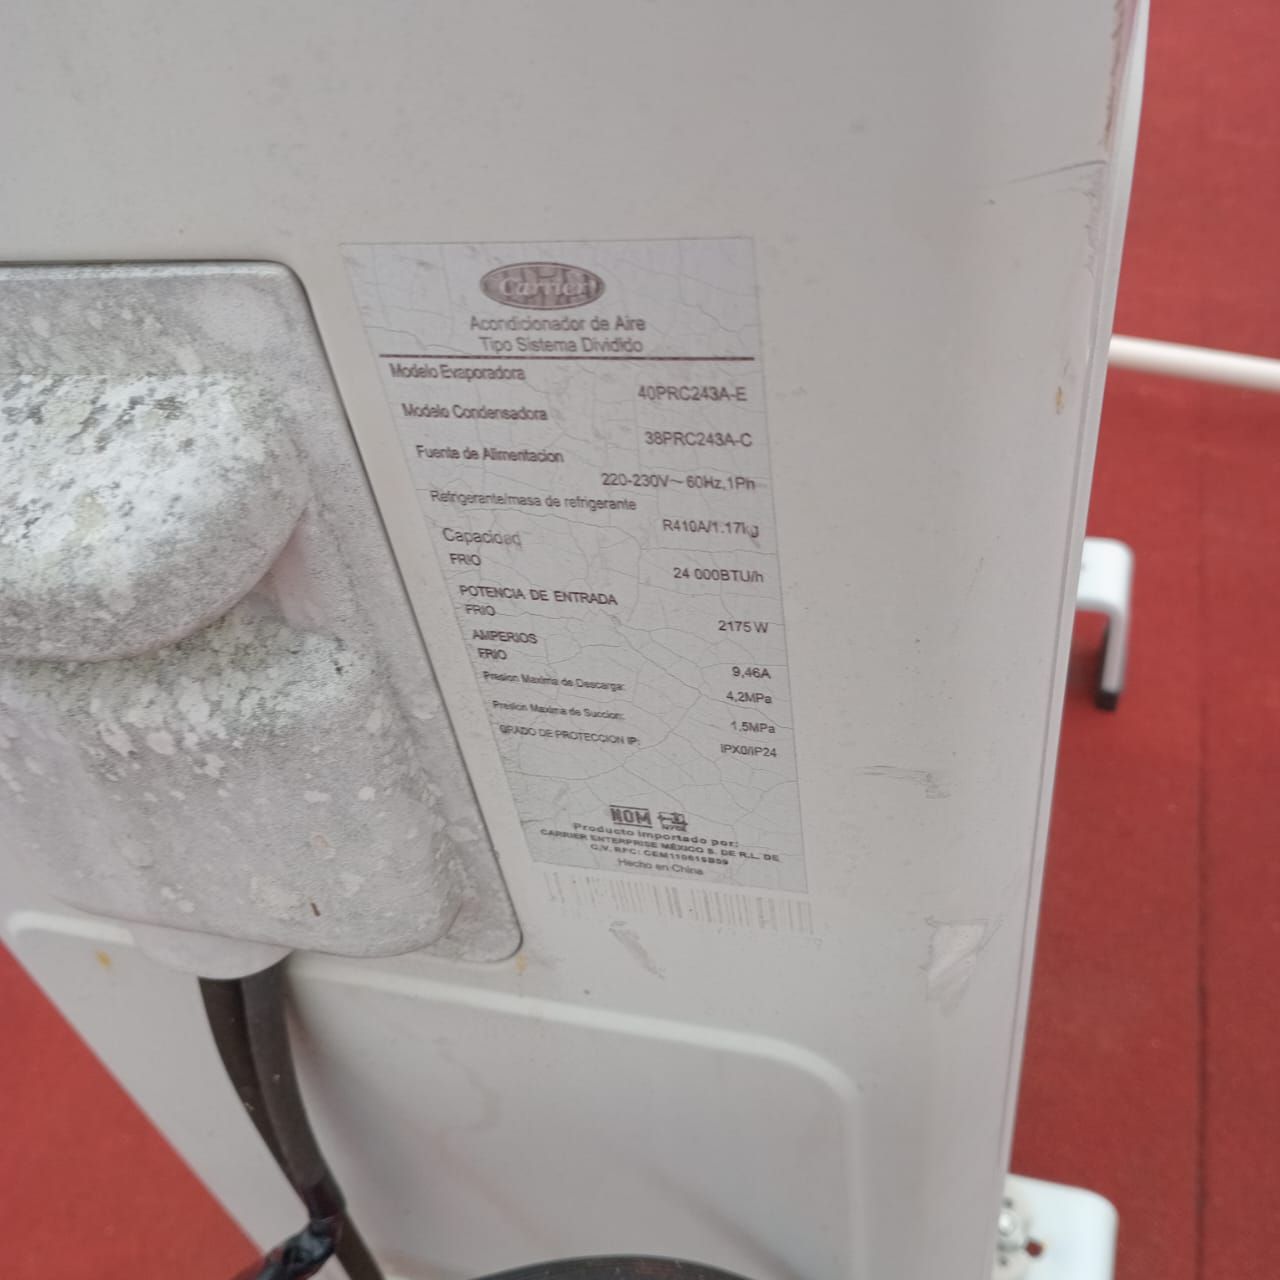 Carrier
Acondicionador de Aire
Tipo Sistema Dividido
Modelo Evaporadora
40PRC243A-E
Modelo Condensadora
38PRC243A-C
Fuente de Alimentacion
220-230V~ 60Hz,1Ph
Refrigerante/masa de refrigerante
R410A/1.17kg
Capacidad
FRIO
24 000BTU/h
POTENCIA DE ENTRADA
FRIO
2175 W
AMPERIOS
FRIO
9,46A
Presion Maxima de Descarga:
4,2MPa
Presion Maxima de Succion:
1,5MPa
GRADO DE PROTECCION IP:
IPX0/IP24
NOM
NYCE
Producto importado por:
CARRIER ENTERPRISE MÉXICO S. DE R.L. DE
C.V. RFC:
Hecho en China